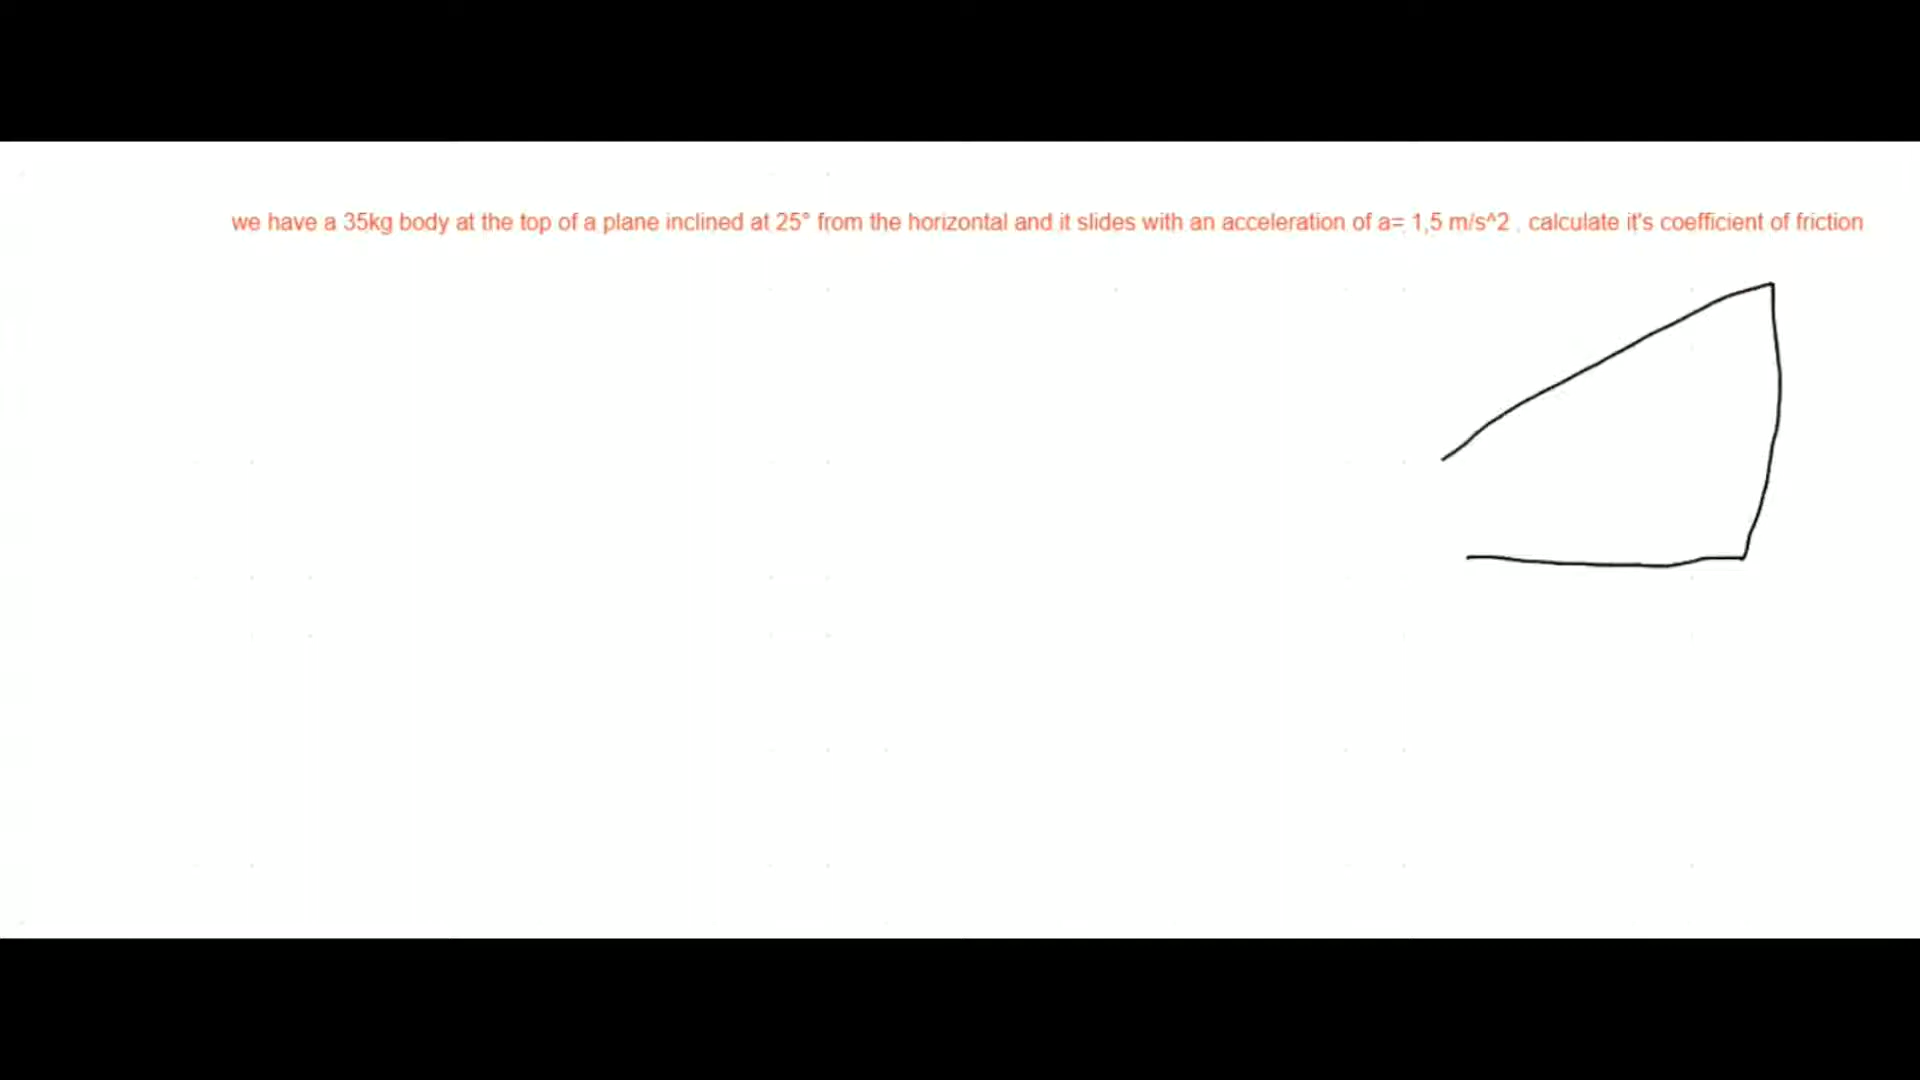 we have a 35kg body at the top of a plane inclined at 25° from the horizontal and it slides with an acceleration of a= 1,5 m/s^2 . calculate it's coefficient of friction